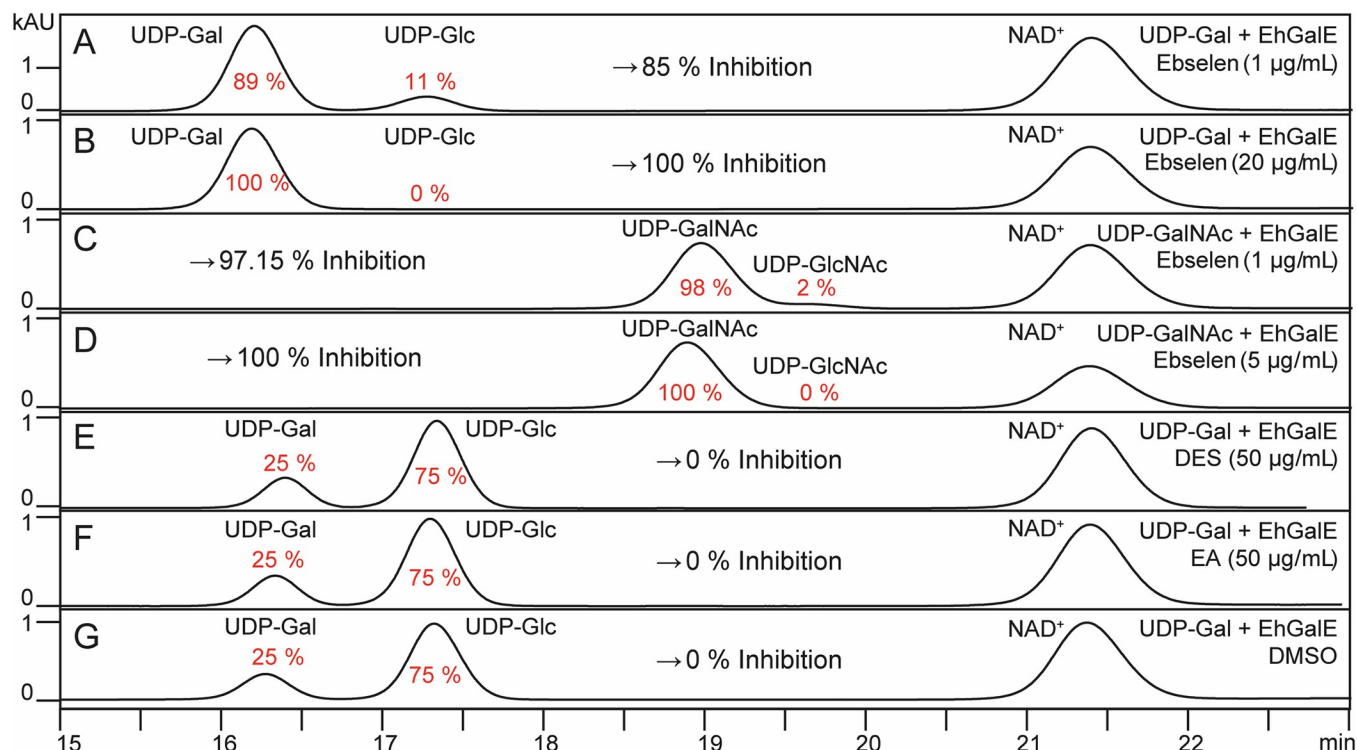 kAU
A
UDP-Gal
UDP-Glc
NAD⁺
UDP-Gal + EhGalE
1
89 %
11 %
→85 % Inhibition
Ebselen (1 µg/mL)
0
1
B
UDP-Gal
UDP-Glc
NAD⁺
UDP-Gal + EhGalE
→100 % Inhibition
Ebselen (20 µg/mL)
100 %
0 %
0
1
C
UDP-GalNAc
NAD⁺
UDP-GalNAc + EhGalE
→97.15 % Inhibition
UDP-GlcNAc
Ebselen (1 µg/mL)
98 %
2 %
0
1
D
UDP-GalNAc
NAD⁺
UDP-GalNAc + EhGalE
→100 % Inhibition
UDP-GlcNAc
Ebselen (5 µg/mL)
100 %
0 %
0
1
E
UDP-Gal
UDP-Glc
NAD⁺
UDP-Gal + EhGalE
25 %
75 %
→0 % Inhibition
DES (50 µg/mL)
0
1
F
UDP-Gal
UDP-Glc
NAD⁺
UDP-Gal + EhGalE
25 %
75 %
→0 % Inhibition
EA (50 µg/mL)
0
1
G
UDP-Gal
UDP-Glc
NAD⁺
UDP-Gal + EhGalE
25 %
75 %
→0 % Inhibition
DMSO
0
15 16 17 18 19 20 21 22 min